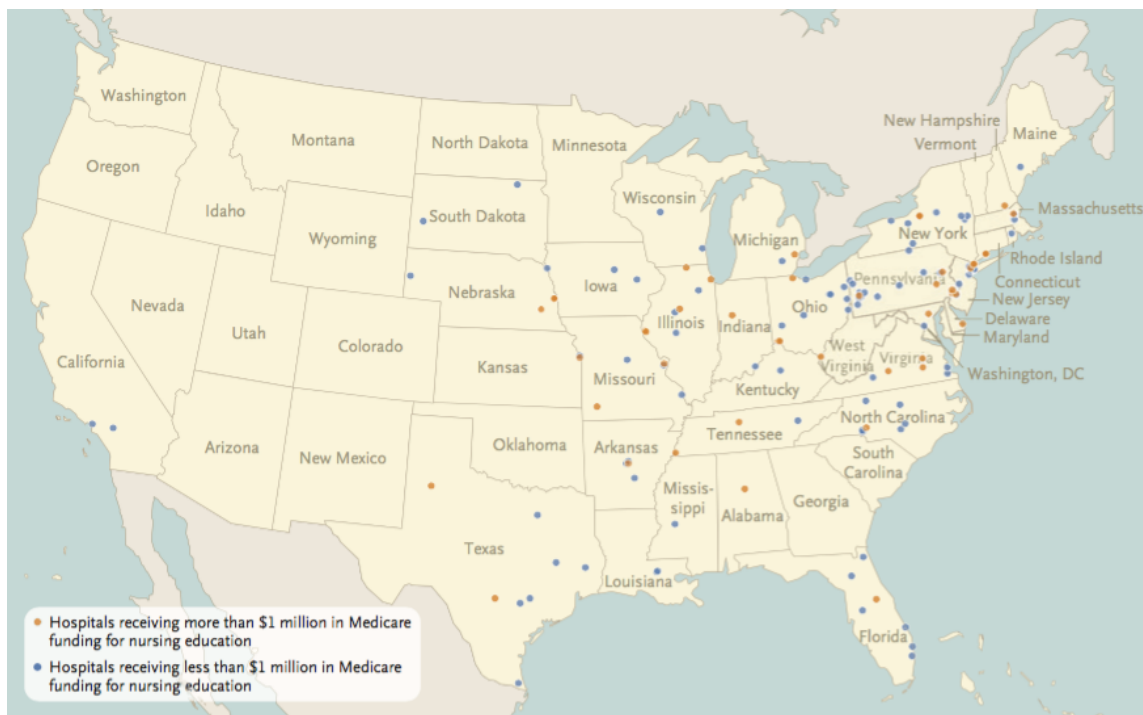 Washington
Montana
North Dakota
Minnesota
New Hampshire
Vermont
Maine
Oregon
Idaho
Wyoming
South Dakota
Wisconsin
Michigan
New York
Massachusetts
Rhode Island
Connecticut
New Jersey
Delaware
Maryland
Washington, DC
Nevada
Utah
Colorado
Nebraska
Iowa
Illinois
Indiana
Ohio
Pennsylvania
California
Kansas
Missouri
Kentucky
West
Virginia
Virginia
Arizona
New Mexico
Oklahoma
Arkansas
Tennessee
North Carolina
South
Carolina
Texas
Louisiana
Missis-
sippi
Alabama
Georgia
Florida
Hospitals receiving more than $1 million in Medicare
funding for nursing education
Hospitals receiving less than $1 million in Medicare
funding for nursing education